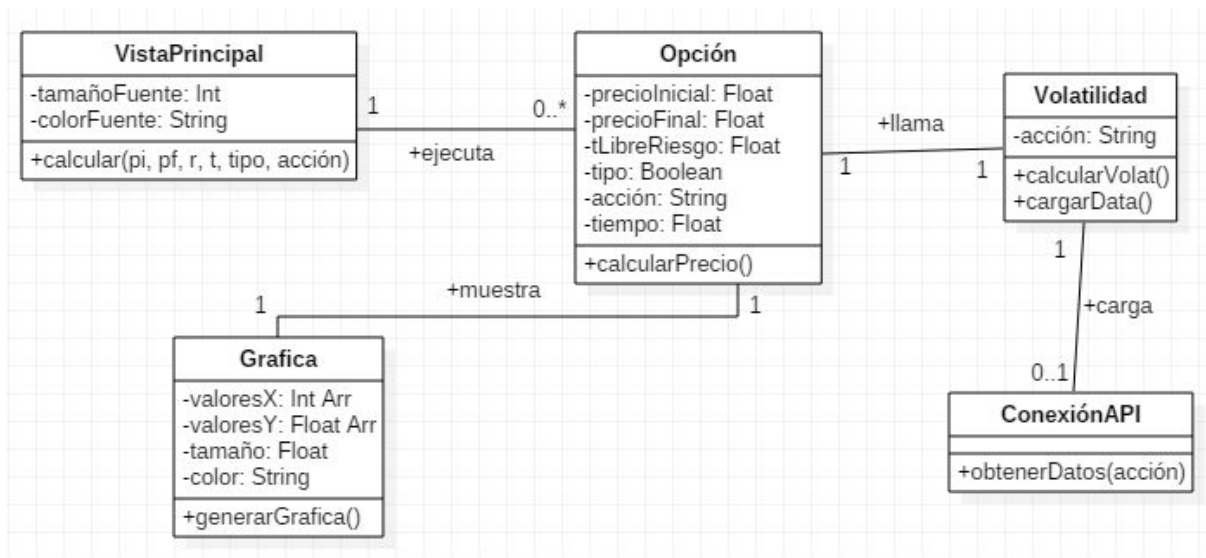 VistaPrincipal
-tamañoFuente: Int
-colorFuente: String
+calcular(pi, pf, r, t, tipo, acción)
1
0..*
+ejecuta
Opción
-precioInicial: Float
-precioFinal: Float
-tLibreRiesgo: Float
-tipo: Boolean
-acción: String
-tiempo: Float
+calcularPrecio()
+llama
1
1
Volatilidad
-acción: String
+calcularVolat()
+cargarData()
1
+carga
0..1
ConexiónAPI
+obtenerDatos(acción)
+muestra
1
1
Grafica
-valoresX: Int Arr
-valoresY: Float Arr
-tamaño: Float
-color: String
+generarGrafica()